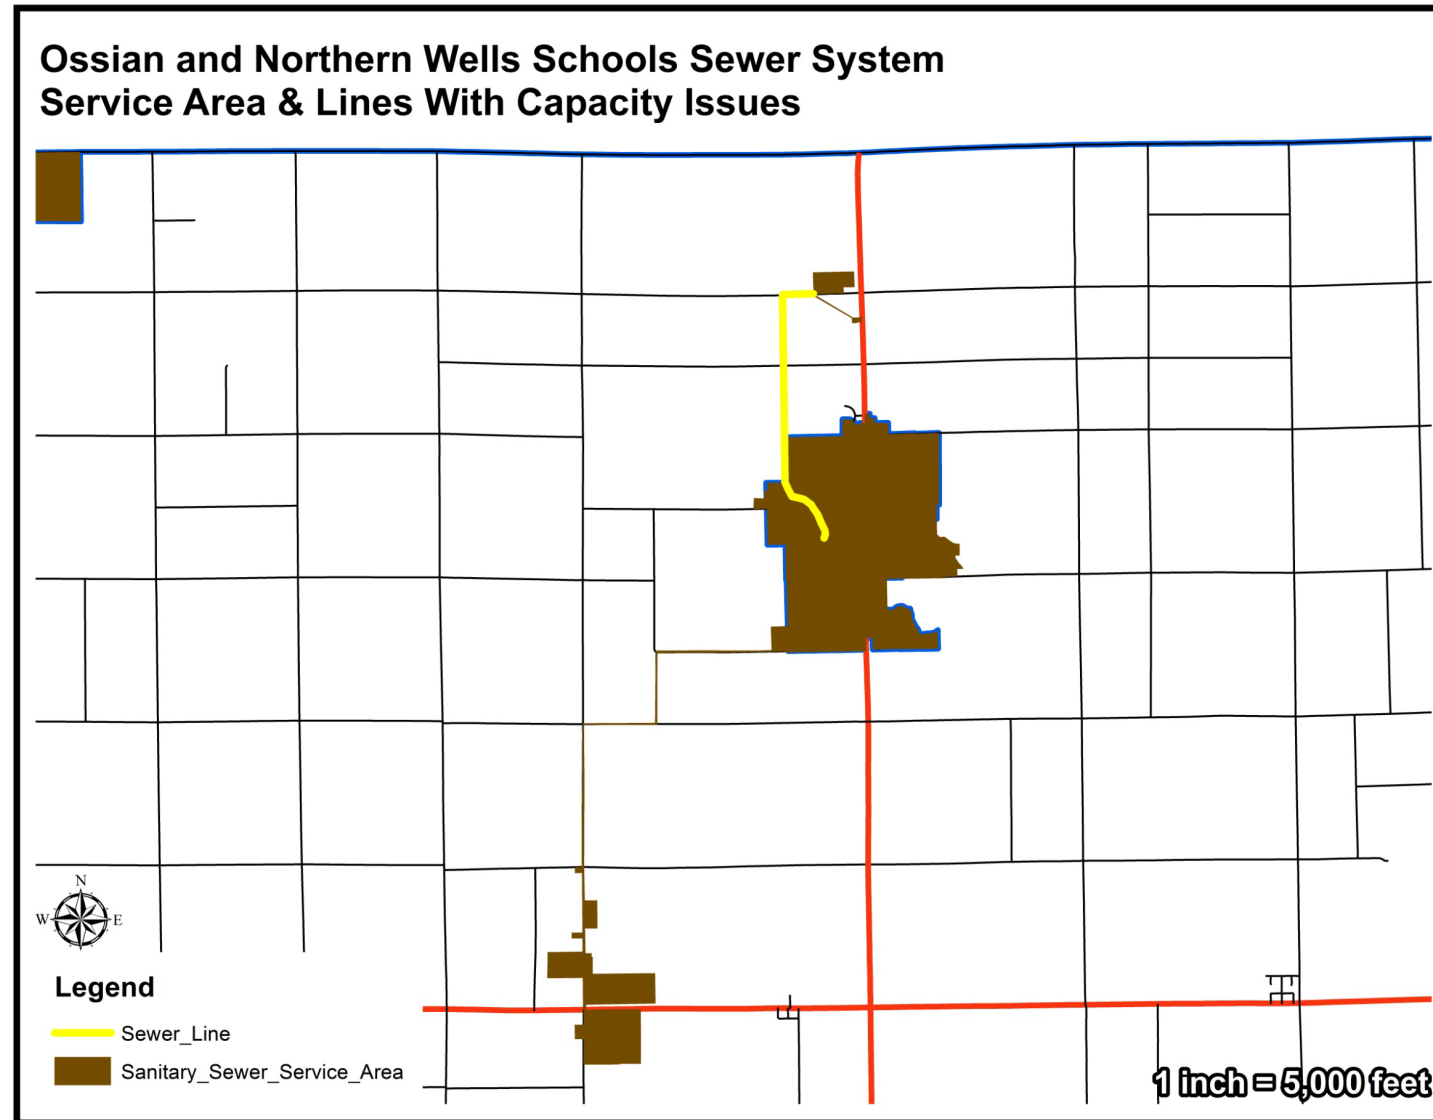 Ossian and Northern Wells Schools Sewer System
Service Area & Lines With Capacity Issues
N
W E
Legend
Sewer_Line
Sanitary_Sewer_Service_Area
1 inch = 5,000 feet